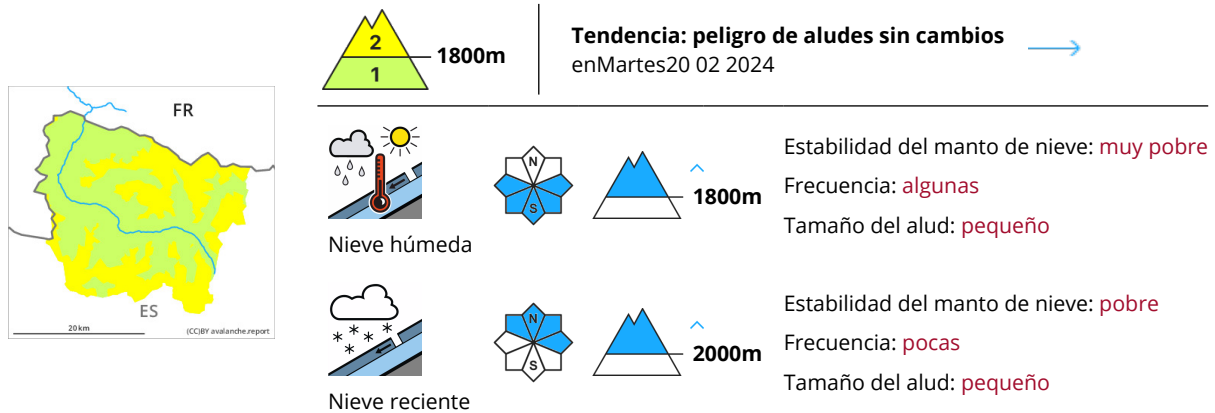 2
1
1800m
Tendencia: peligro de aludes sin cambios
enMartes20 02 2024
FR
ES
20 km
(CC)BY avalanche.report
N
S
1800m
Nieve húmeda
Estabilidad del manto de nieve: muy pobre
Frecuencia: algunas
Tamaño del alud: pequeño
N
S
2000m
Nieve reciente
Estabilidad del manto de nieve: pobre
Frecuencia: pocas
Tamaño del alud: pequeño